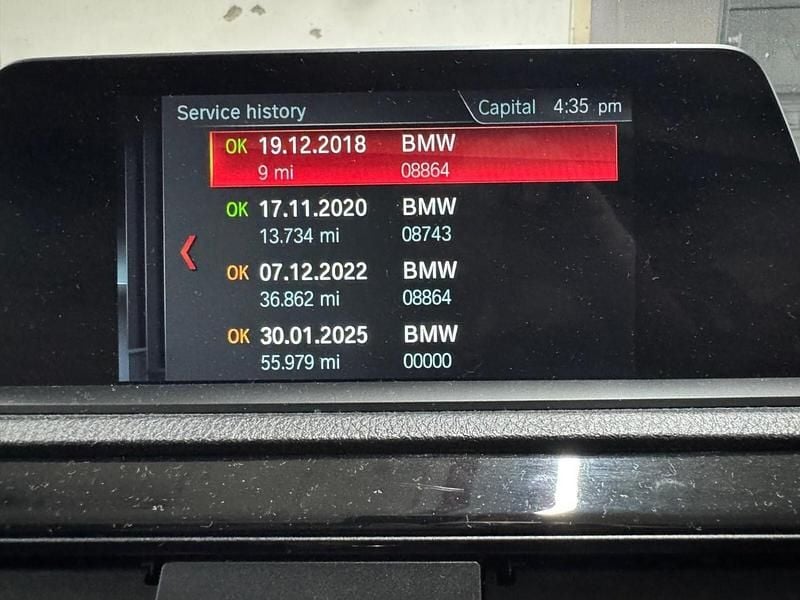 Service history Capital 4:35 pm
OK 19.12.2018 BMW
9 mi 08864
OK 17.11.2020 BMW
13.734 mi 08743
OK 07.12.2022 BMW
36.862 mi 08864
OK 30.01.2025 BMW
55.979 mi 00000